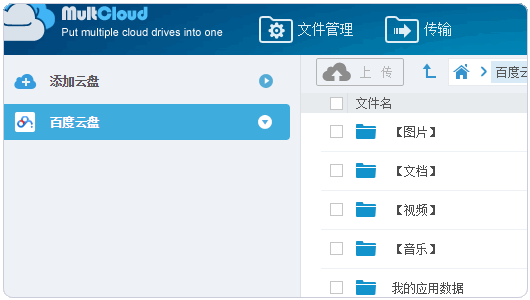 MultCloud
Put multiple cloud drives into one
文件管理
传输
添加云盘
百度云盘
上 传
百度云
文件名
【图片】
【文档】
【视频】
【音乐】
我的应用数据